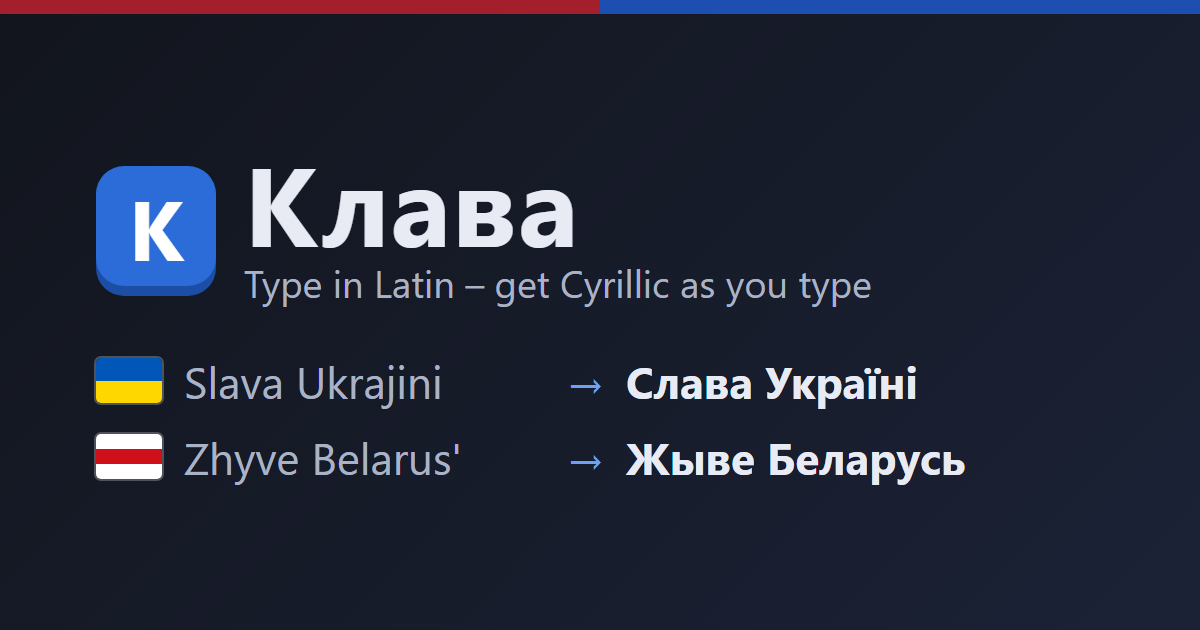 К Клава
Type in Latin – get Cyrillic as you type
Slava Ukrajini → Слава Україні
Zhyve Belarus' → Жыве Беларусь